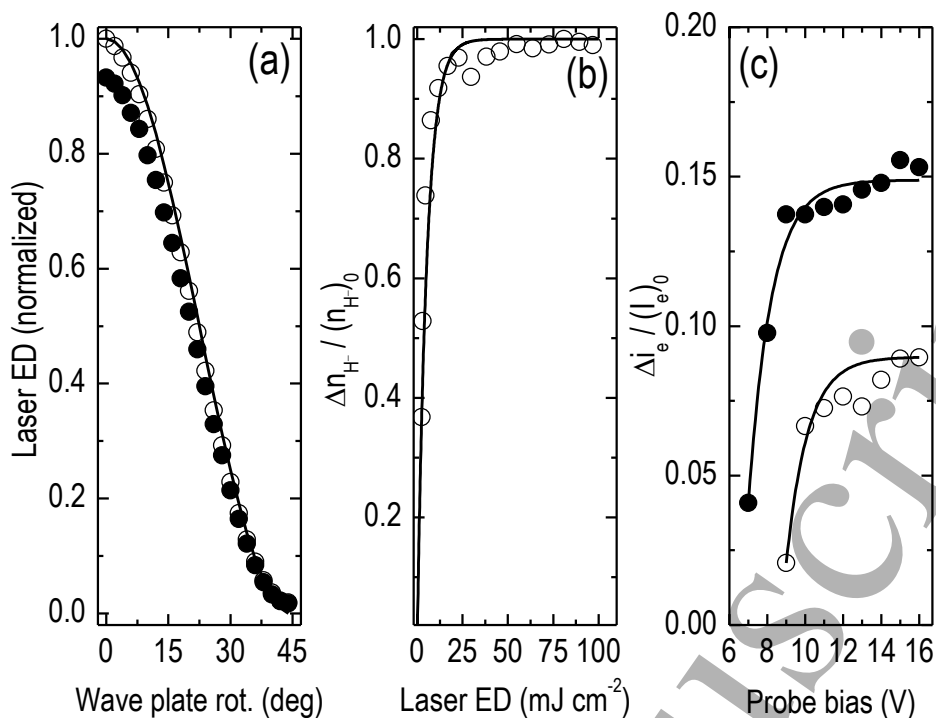 (a)
(b)
(c)
1.0
0.8
0.6
0.4
0.2
0.0
Laser ED (normalized)
0 15 30 45
Wave plate rot. (deg)
1.0
0.8
0.6
0.4
0.2
Δn_H⁻ / (n_H⁻)₀
0 25 50 75 100
Laser ED (mJ cm⁻²)
0.20
0.15
0.10
0.05
0.00
Δi_e / (I_e)₀
6 8 10 12 14 16
Probe bias (V)
uscri